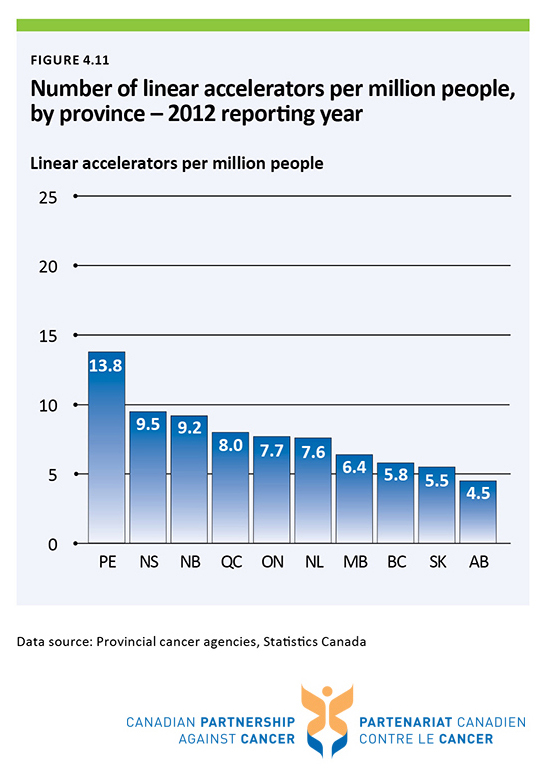 FIGURE 4.11
Number of linear accelerators per million people,
by province – 2012 reporting year
Linear accelerators per million people
25
20
15
10
5
0
13.8
9.5
9.2
8.0
7.7
7.6
6.4
5.8
5.5
4.5
PE NS NB QC ON NL MB BC SK AB
Data source: Provincial cancer agencies, Statistics Canada
CANADIAN PARTNERSHIP
AGAINST CANCER
PARTENARIAT CANADIEN
CONTRE LE CANCER